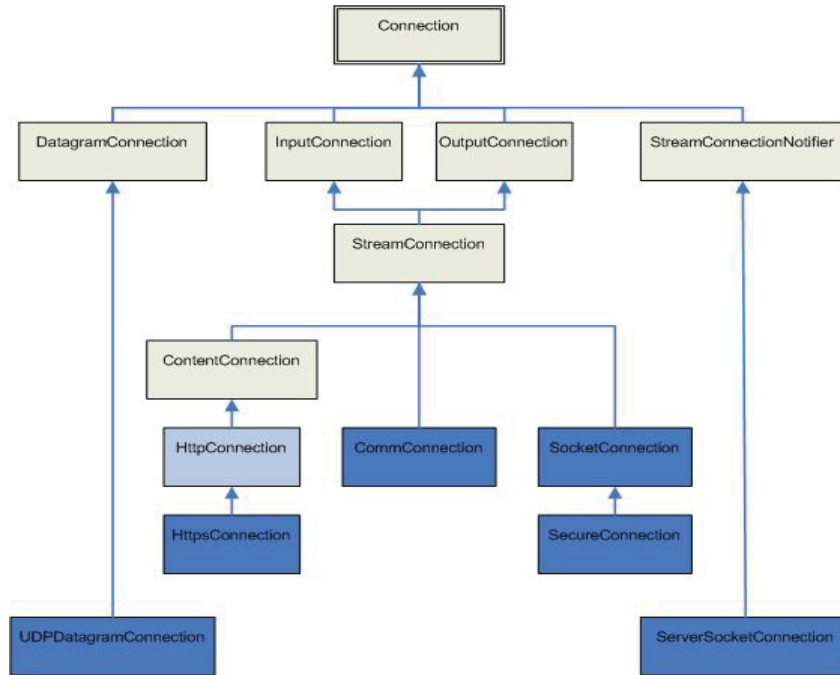 Connection
DatagramConnection
InputConnection
OutputConnection
StreamConnectionNotifier
StreamConnection
ContentConnection
HttpConnection
CommConnection
SocketConnection
HttpsConnection
SecureConnection
UDPDatagramConnection
ServerSocketConnection